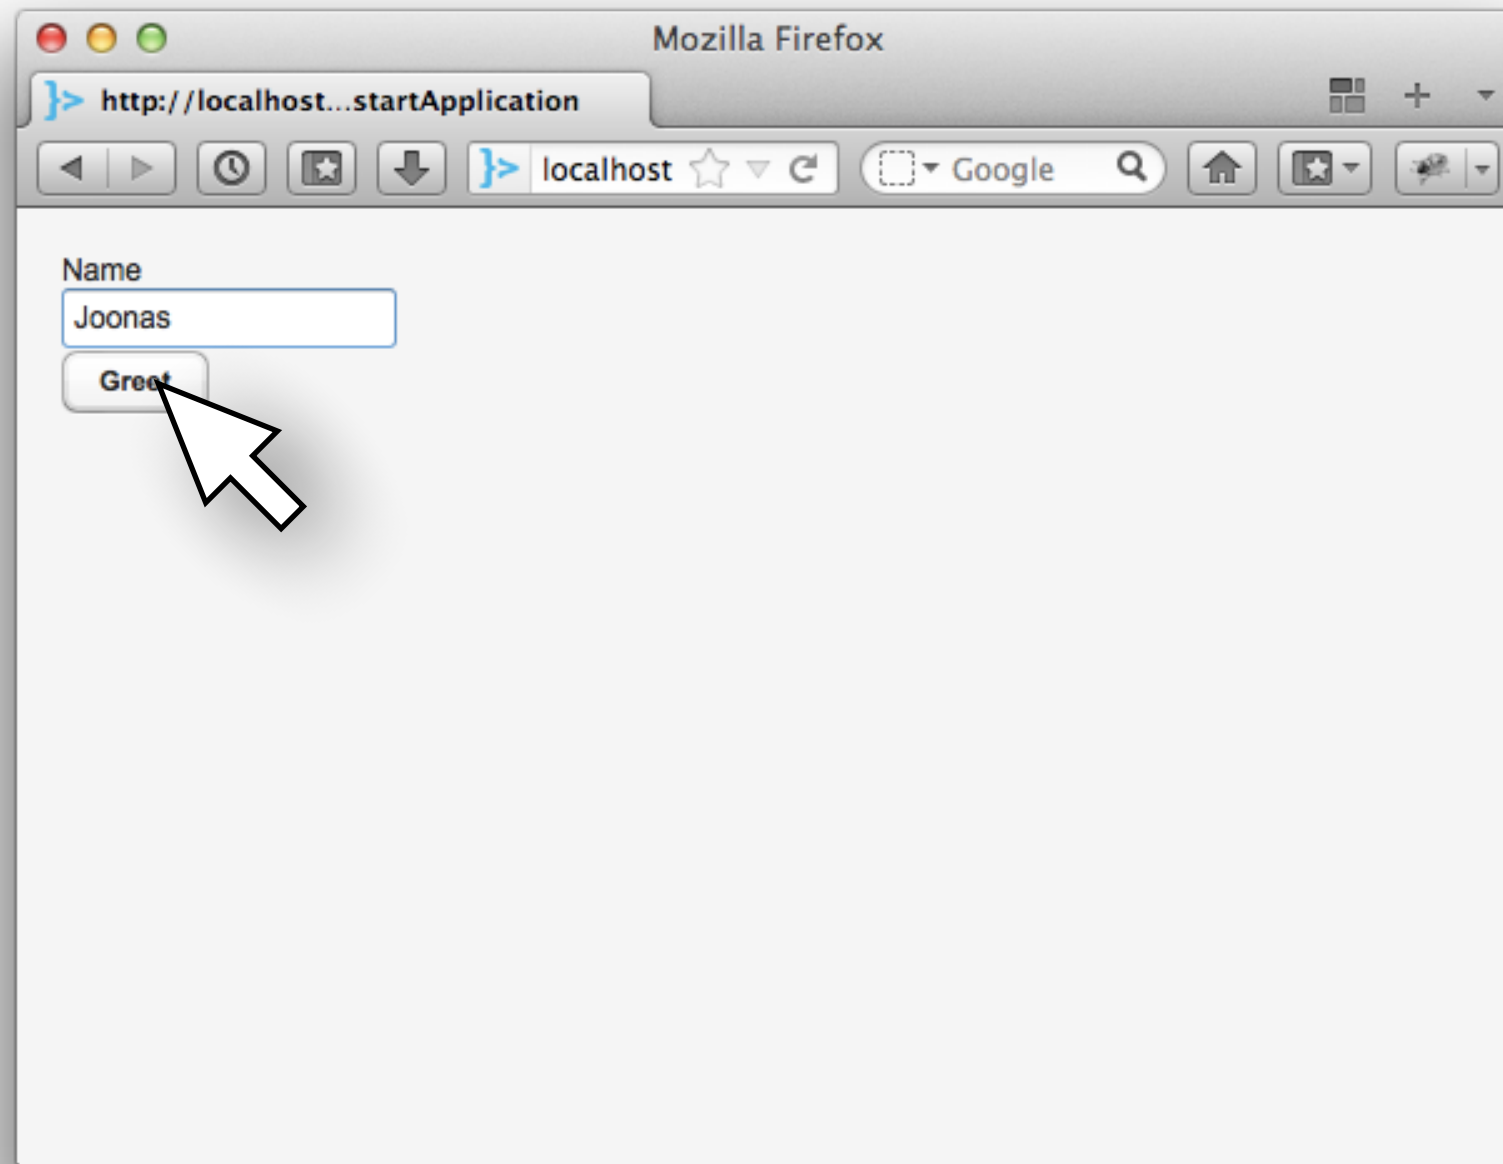 Mozilla Firefox
}> http://localhost...startApplication
}> localhost Google
Name
Joonas
Greet